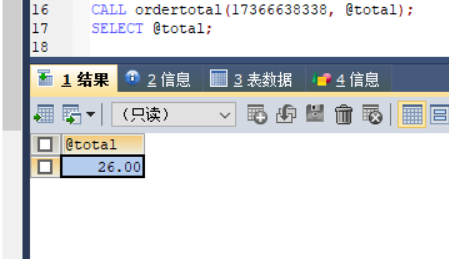 16 CALL ordertotal(17366638338, @total);
17 SELECT @total;
18
1 结果 2 信息 3 表数据 4 信息
（只读）
@total
26.00